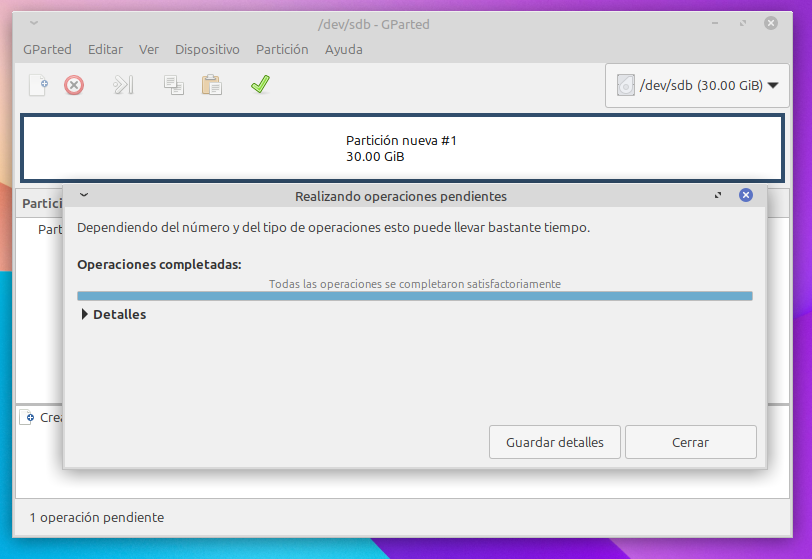 /dev/sdb - GParted
GParted Editar Ver Dispositivo Partición Ayuda
/dev/sdb (30.00 GiB)
Partición nueva #1
30.00 GiB
Partici
Part
Realizando operaciones pendientes
Dependiendo del número y del tipo de operaciones esto puede llevar bastante tiempo.
Operaciones completadas:
Todas las operaciones se completaron satisfactoriamente
Detalles
Crea
Guardar detalles Cerrar
1 operación pendiente